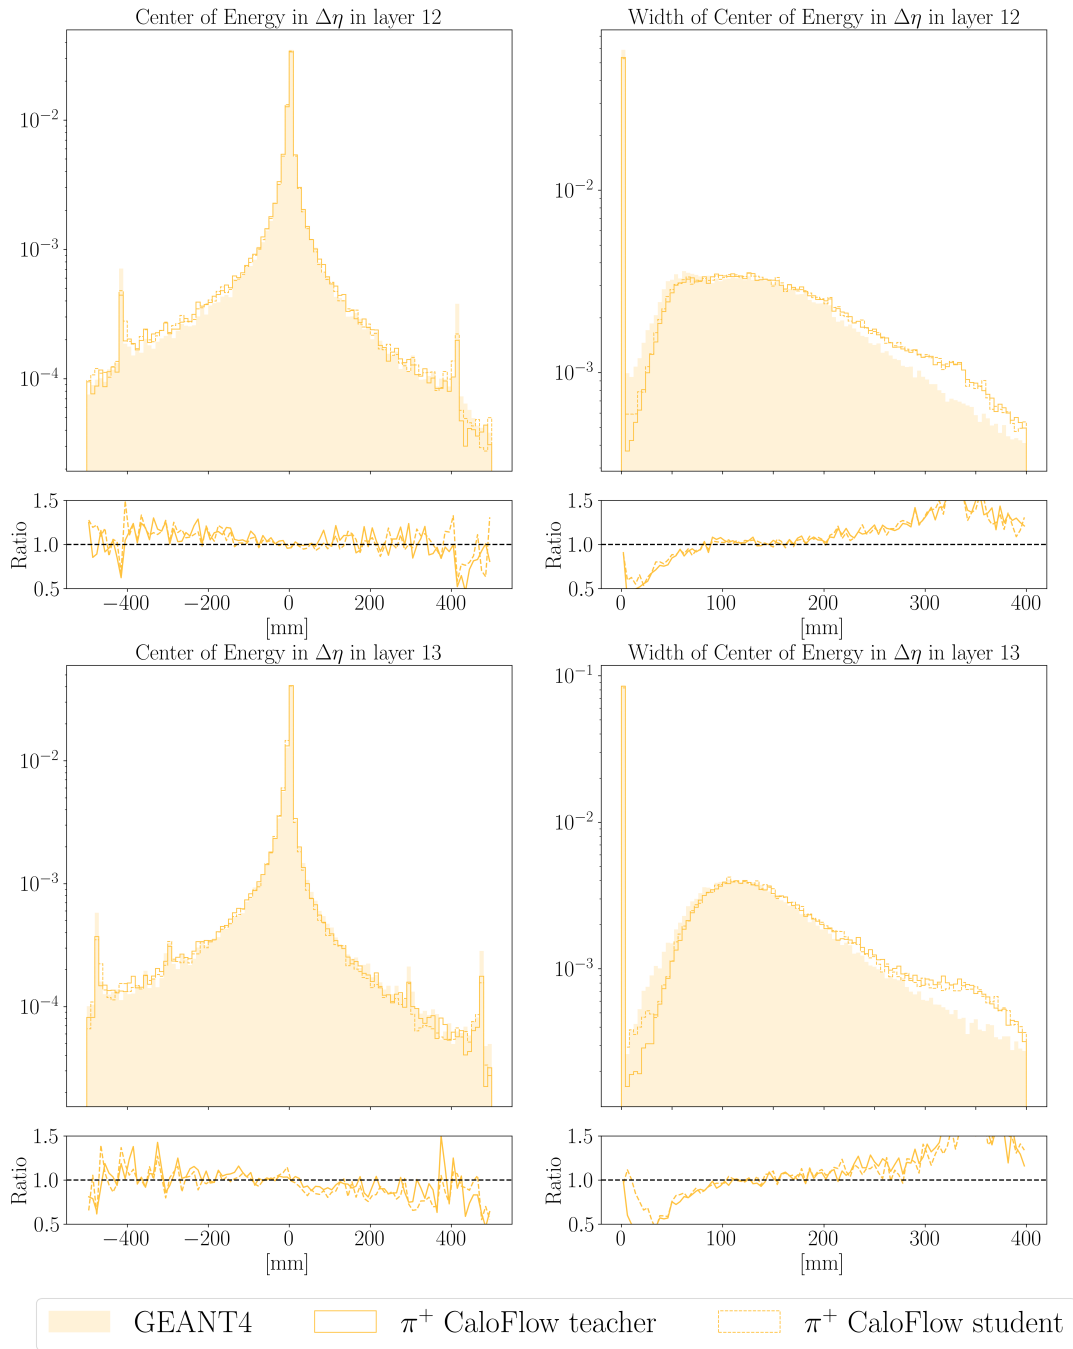 Center of Energy in Δη in layer 12
Width of Center of Energy in Δη in layer 12
10⁻²
10⁻³
10⁻⁴
10⁻²
10⁻³
1.5
1.0
0.5
Ratio
−400 −200 0 200 400
[mm]
1.5
1.0
0.5
Ratio
0 100 200 300 400
[mm]
Center of Energy in Δη in layer 13
Width of Center of Energy in Δη in layer 13
10⁻²
10⁻³
10⁻⁴
10⁻¹
10⁻²
10⁻³
1.5
1.0
0.5
Ratio
−400 −200 0 200 400
[mm]
1.5
1.0
0.5
Ratio
0 100 200 300 400
[mm]
GEANT4 π⁺ CaloFlow teacher π⁺ CaloFlow student